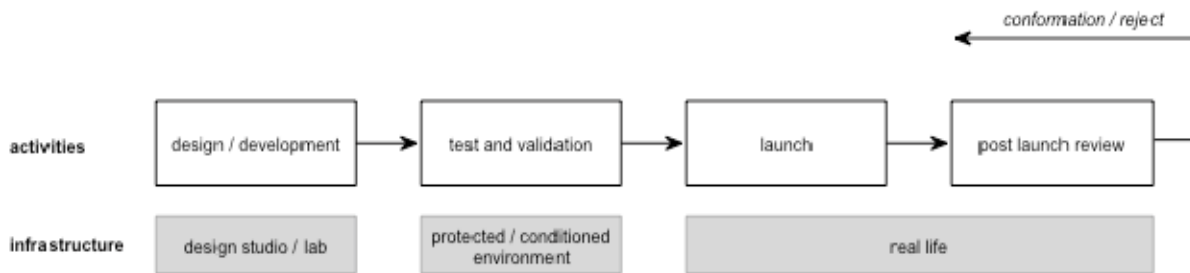 conformation / reject
activities
design / development
test and validation
launch
post launch review
infrastructure
design studio / lab
protected / conditioned
environment
real life